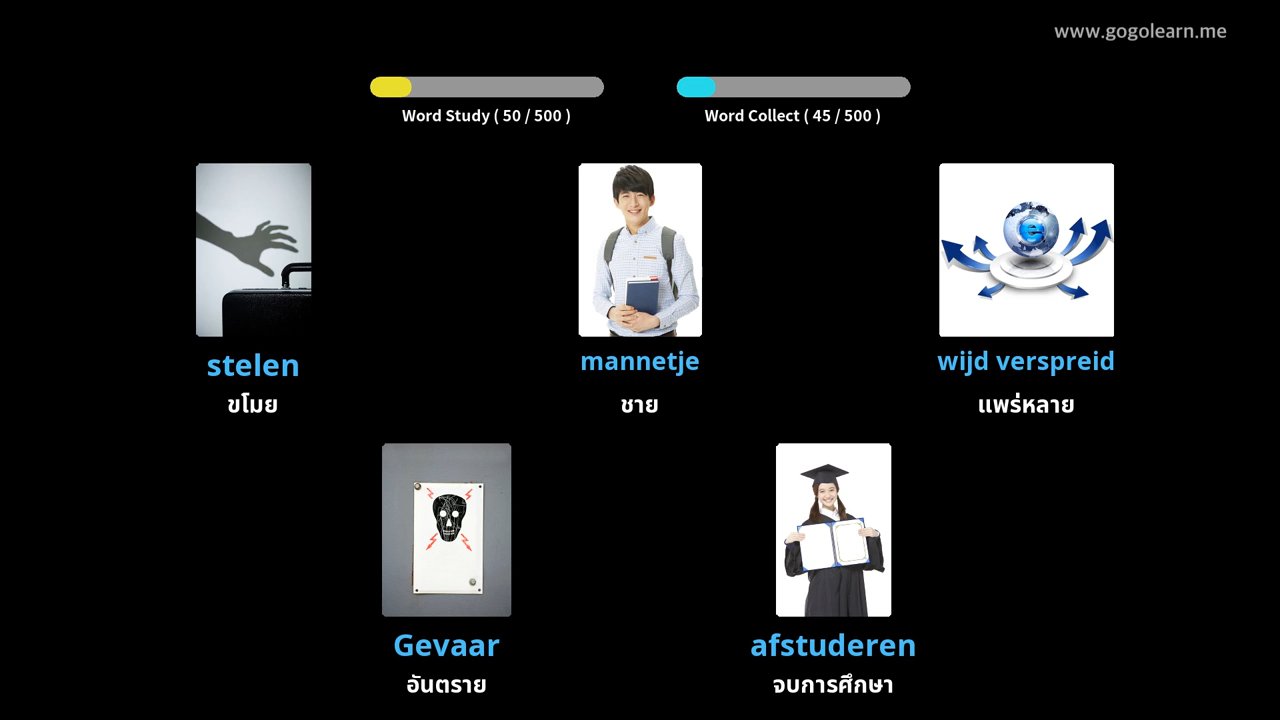 www.gogolearn.me
Word Study ( 50 / 500 )
Word Collect ( 45 / 500 )
stelen
mannetje
wijd verspreid
ขโมย
ชาย
แพร่หลาย
Gevaar
afstuderen
อันตราย
จบการศึกษา